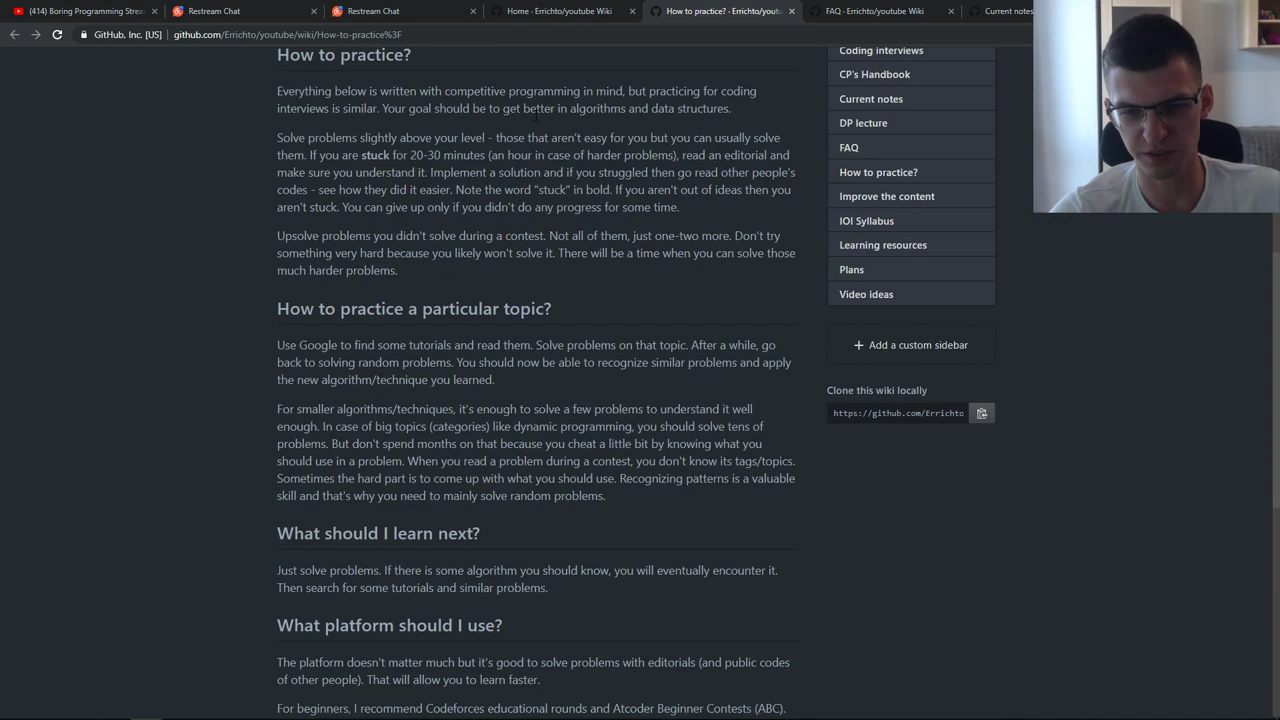 (414) Boring Programming Strea
Restream Chat
Restream Chat
Home · Errichto/youtube Wiki
How to practice? · Errichto/youtu
FAQ · Errichto/youtube Wiki
Current notes
GitHub, Inc. [US]
github.com/Errichto/youtube/wiki/How-to-practice%3F
How to practice?
Everything below is written with competitive programming in mind, but practicing for coding
interviews is similar. Your goal should be to get better in algorithms and data structures.
Solve problems slightly above your level - those that aren't easy for you but you can usually solve
them. If you are stuck for 20-30 minutes (an hour in case of harder problems), read an editorial and
make sure you understand it. Implement a solution and if you struggled then go read other people's
codes - see how they did it easier. Note the word "stuck" in bold. If you aren't out of ideas then you
aren't stuck. You can give up only if you didn't do any progress for some time.
Upsolve problems you didn't solve during a contest. Not all of them, just one-two more. Don't try
something very hard because you likely won't solve it. There will be a time when you can solve those
much harder problems.
How to practice a particular topic?
Use Google to find some tutorials and read them. Solve problems on that topic. After a while, go
back to solving random problems. You should now be able to recognize similar problems and apply
the new algorithm/technique you learned.
For smaller algorithms/techniques, it's enough to solve a few problems to understand it well
enough. In case of big topics (categories) like dynamic programming, you should solve tens of
problems. But don't spend months on that because you cheat a little bit by knowing what you
should use in a problem. When you read a problem during a contest, you don't know its tags/topics.
Sometimes the hard part is to come up with what you should use. Recognizing patterns is a valuable
skill and that's why you need to mainly solve random problems.
What should I learn next?
Just solve problems. If there is some algorithm you should know, you will eventually encounter it.
Then search for some tutorials and similar problems.
What platform should I use?
The platform doesn't matter much but it's good to solve problems with editorials (and public codes
of other people). That will allow you to learn faster.
For beginners, I recommend Codeforces educational rounds and Atcoder Beginner Contests (ABC).
Coding interviews
CP's Handbook
Current notes
DP lecture
FAQ
How to practice?
Improve the content
IOI Syllabus
Learning resources
Plans
Video ideas
+ Add a custom sidebar
Clone this wiki locally
https://github.com/Errichto